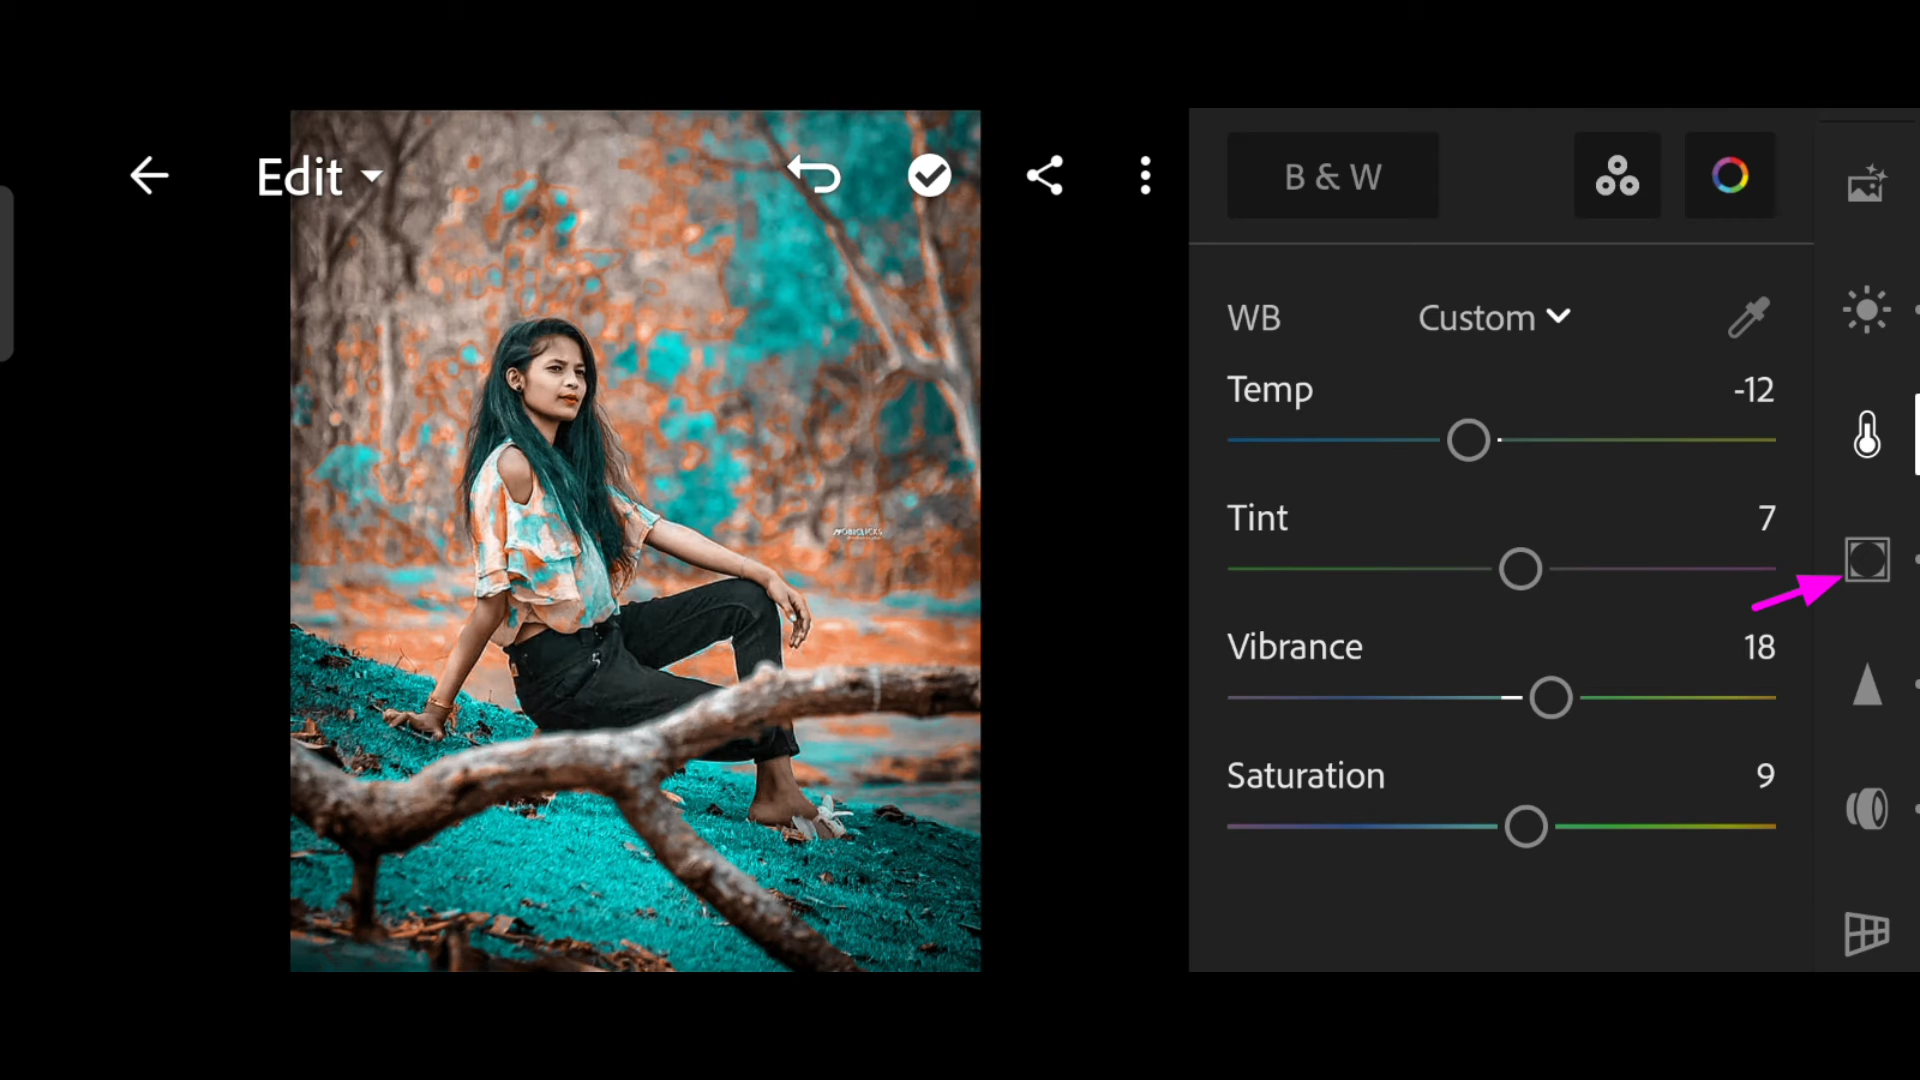 Edit
B & W
WB Custom
Temp -12
Tint 7
Vibrance 18
Saturation 9